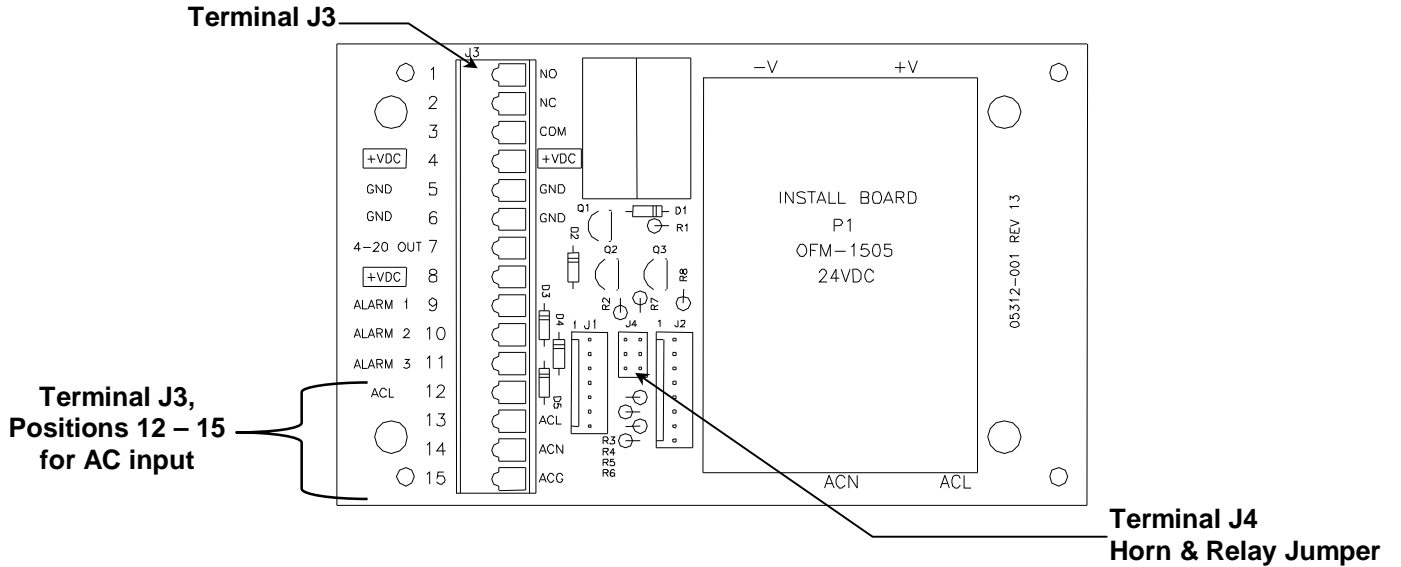 Terminal J3
J3
1 NO
2 NC
3 COM
+VDC 4 +VDC
GND 5 GND
GND 6 GND
4-20 OUT 7
+VDC 8
ALARM 1 9
ALARM 2 10
ALARM 3 11
ACL 12
13 ACL
14 ACN
15 ACG
Q1
D1
R1
D2
Q2
Q3
R8
R2
R7
D3
D4
D5
1 J1
J4
1 J2
R3
R4
R5
R6
-V +V
INSTALL BOARD
P1
OFM-1505
24VDC
ACN ACL
05312-001 REV 13
Terminal J3,
Positions 12 – 15
for AC input
Terminal J4
Horn & Relay Jumper